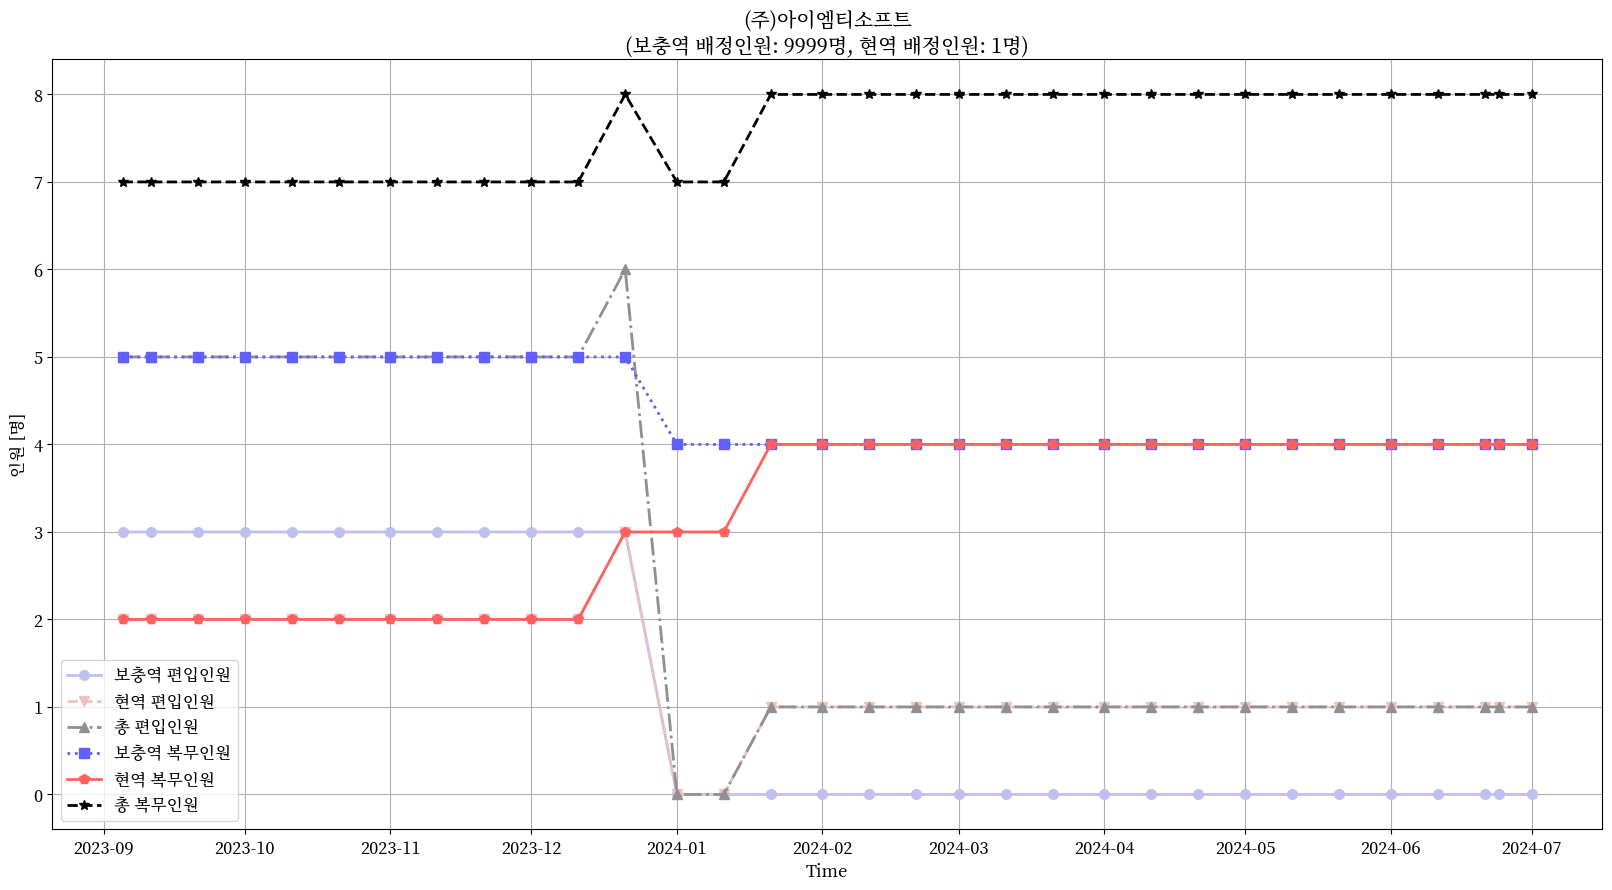 (주)아이엠티소프트
(보충역 배정인원: 9999명, 현역 배정인원: 1명)
8
7
6
5
4
3
2
1
0
인원 [명]
보충역 편입인원
현역 편입인원
총 편입인원
보충역 복무인원
현역 복무인원
총 복무인원
2023-09 2023-10 2023-11 2023-12 2024-01 2024-02 2024-03 2024-04 2024-05 2024-06 2024-07
Time